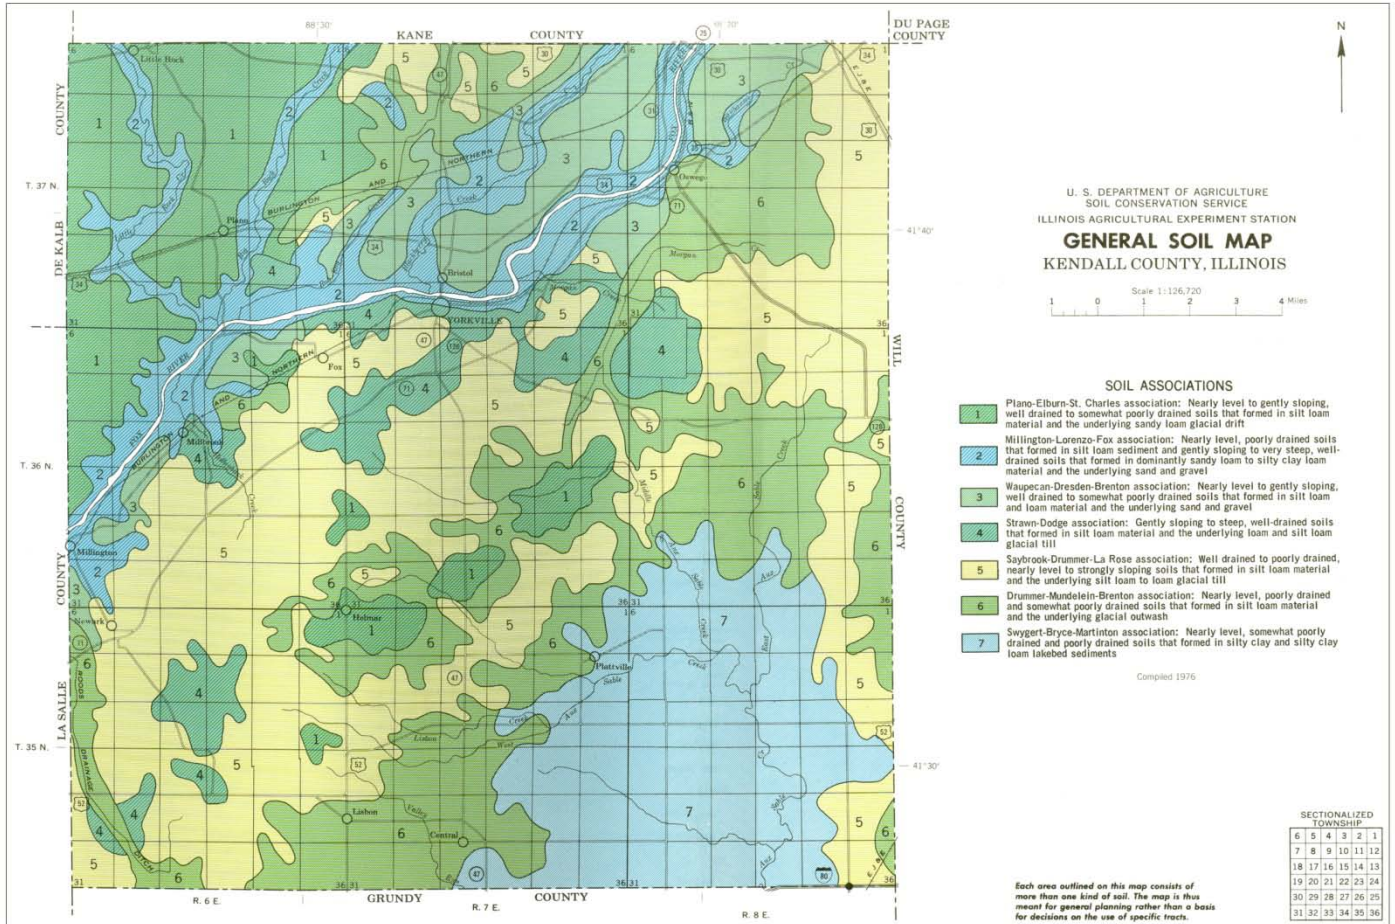 88°30'
88°20'
KANE COUNTY
DU PAGE
COUNTY
N
COUNTY
DE KALB
T. 37 N.
T. 36 N.
T. 35 N.
LA SALLE
COUNTY
WILL
COUNTY
41°40'
41°30'
Little Rock
Plano
BURLINGTON AND NORTHERN
Bristol
YORKVILLE
Oswego
FOX
RIVER
Morgan
Fox
BURLINGTON AND NORTHERN
Millbrook
Millington
Newark
Helmar
Plattville
Lisbon
Central
ROODS
DRAINAGE
DITCH
GRUNDY COUNTY
R. 6 E.
R. 7 E.
R. 8 E.
U. S. DEPARTMENT OF AGRICULTURE
SOIL CONSERVATION SERVICE
ILLINOIS AGRICULTURAL EXPERIMENT STATION
GENERAL SOIL MAP
KENDALL COUNTY, ILLINOIS
Scale 1:126,720
1 0 1 2 3 4 Miles
SOIL ASSOCIATIONS
1 Plano-Elburn-St. Charles association: Nearly level to gently sloping,
well drained to somewhat poorly drained soils that formed in silt loam
material and the underlying sandy loam glacial drift
2 Millington-Lorenzo-Fox association: Nearly level, poorly drained soils
that formed in silt loam sediment and gently sloping to very steep, well-
drained soils that formed in dominantly sandy loam to silty clay loam
material and the underlying sand and gravel
3 Waupecan-Dresden-Brenton association: Nearly level to gently sloping,
well drained to somewhat poorly drained soils that formed in silt loam
and loam material and the underlying sand and gravel
4 Strawn-Dodge association: Gently sloping to steep, well-drained soils
that formed in silt loam material and the underlying loam and silt loam
glacial till
5 Saybrook-Drummer-La Rose association: Well drained to poorly drained,
nearly level to strongly sloping soils that formed in silt loam material
and the underlying silt loam to loam glacial till
6 Drummer-Mundelein-Brenton association: Nearly level, poorly drained
and somewhat poorly drained soils that formed in silt loam material
and the underlying glacial outwash
7 Swygert-Bryce-Martinton association: Nearly level, somewhat poorly
drained and poorly drained soils that formed in silty clay and silty clay
loam lakebed sediments
Compiled 1976
Each area outlined on this map consists of
more than one kind of soil. The map is thus
meant for general planning rather than a basis
for decisions on the use of specific tracts.
SECTIONALIZED
TOWNSHIP
6 5 4 3 2 1
7 8 9 10 11 12
18 17 16 15 14 13
19 20 21 22 23 24
30 29 28 27 26 25
31 32 33 34 35 36